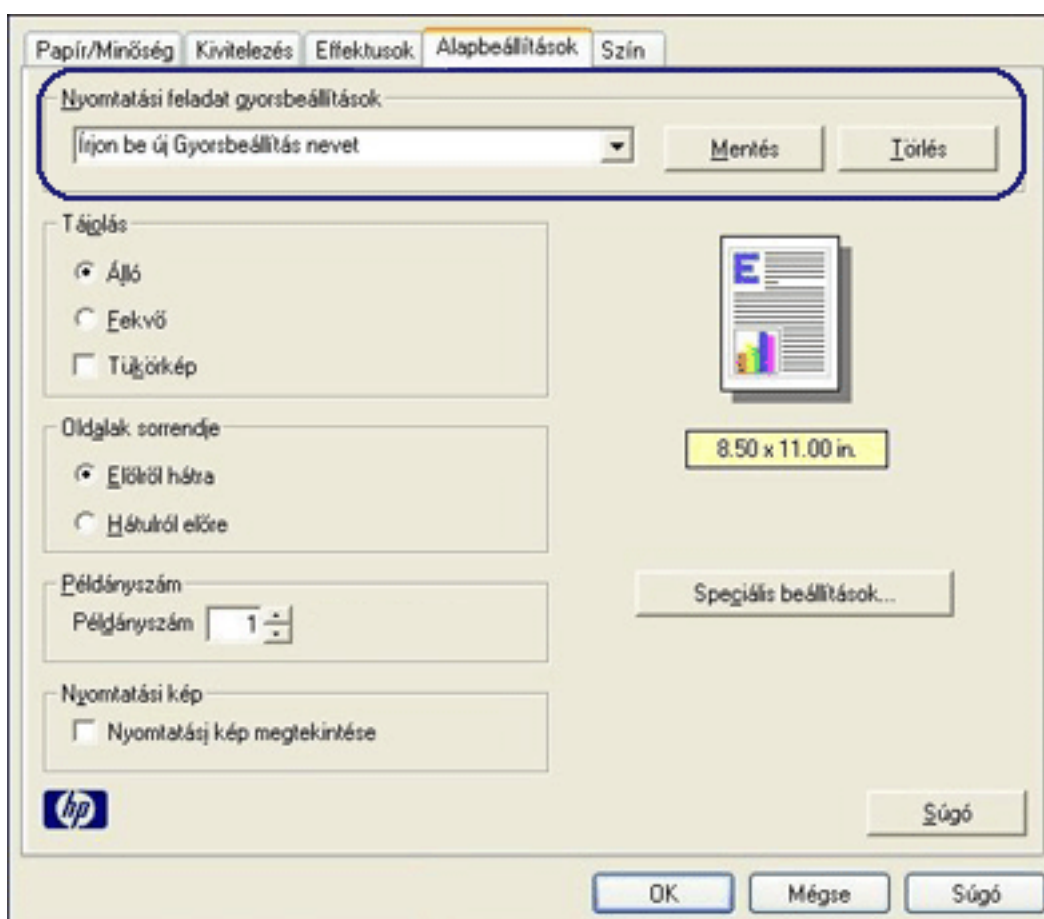 Papír/Minőség Kivitelezés Effektusok Alapbeállítások Szín
Nyomtatási feladat gyorsbeállítások
Írjon be új Gyorsbeállítás nevet Mentés Törlés
Tájolás
Álló
Fekvő
Tükörkép
E
8.50 x 11.00 in.
Oldalak sorrendje
Elölről hátra
Hátulról előre
Példányszám
Példányszám 1
Speciális beállítások...
Nyomtatási kép
Nyomtatási kép megtekintése
hp
Súgó
OK Mégse Súgó